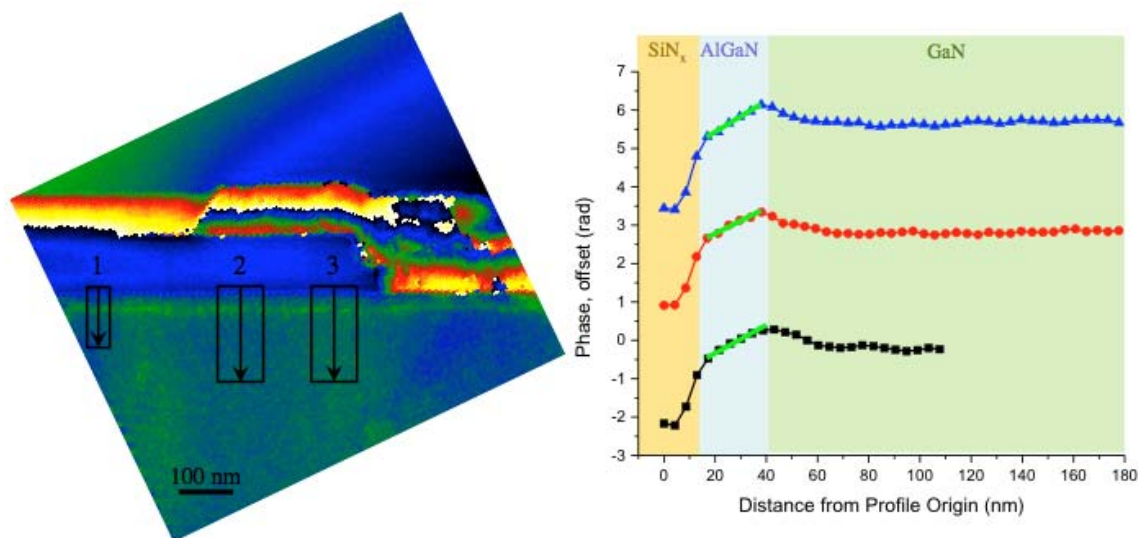 1 2 3
100 nm
SiNₓ AlGaN GaN
7
6
5
4
3
2
1
0
-1
-2
-3
Phase, offset (rad)
0 20 40 60 80 100 120 140 160 180
Distance from Profile Origin (nm)